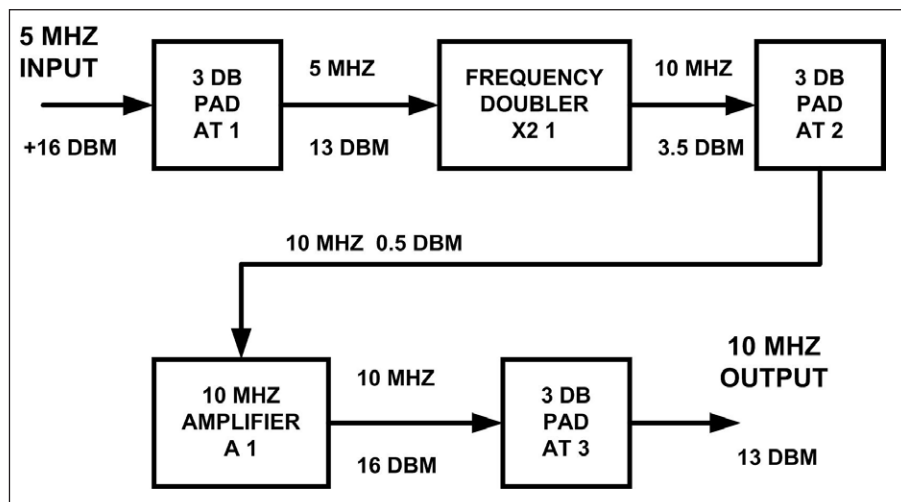 5 MHZ
INPUT
+16 DBM
3 DB
PAD
AT 1
5 MHZ
13 DBM
FREQUENCY
DOUBLER
X2 1
10 MHZ
3.5 DBM
3 DB
PAD
AT 2
10 MHZ 0.5 DBM
10 MHZ
AMPLIFIER
A 1
10 MHZ
16 DBM
3 DB
PAD
AT 3
10 MHZ
OUTPUT
13 DBM